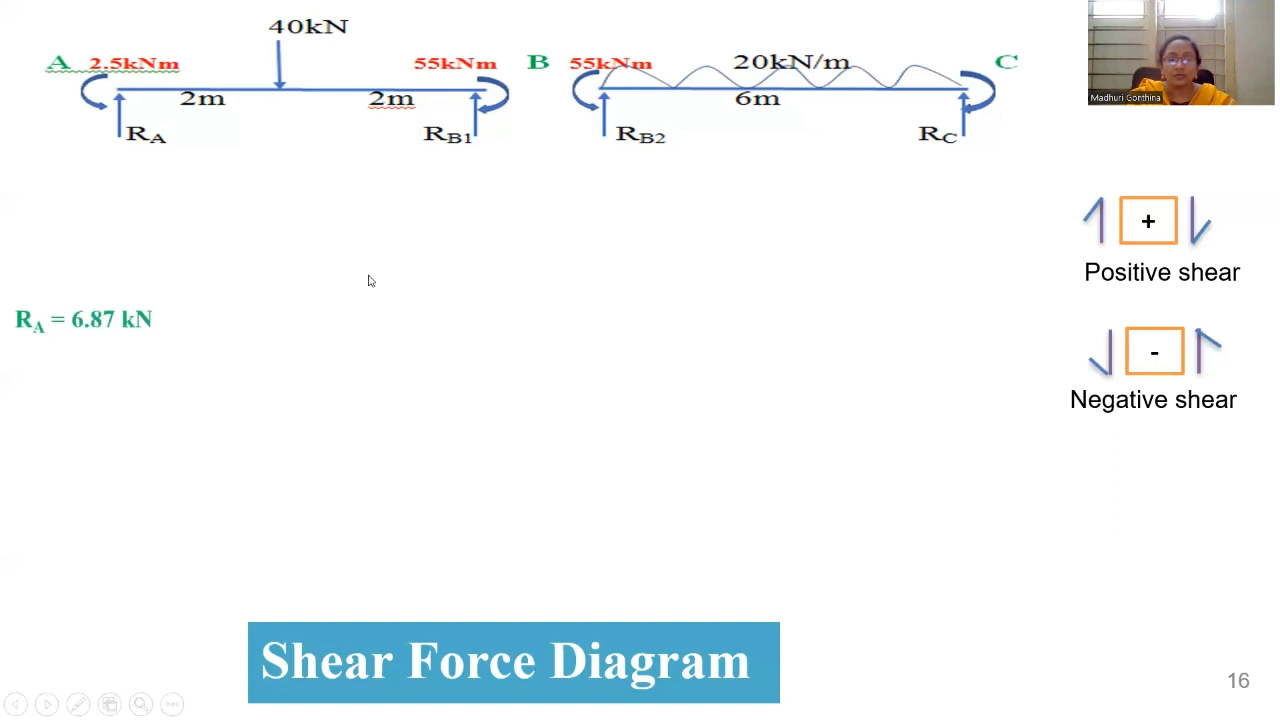 40kN
A 2.5kNm 55kNm B 55kNm 20kN/m C
2m 2m 6m
RA RB1 RB2 RC
Madhuri Gonthina
+
Positive shear
RA = 6.87 kN
-
Negative shear
Shear Force Diagram
16